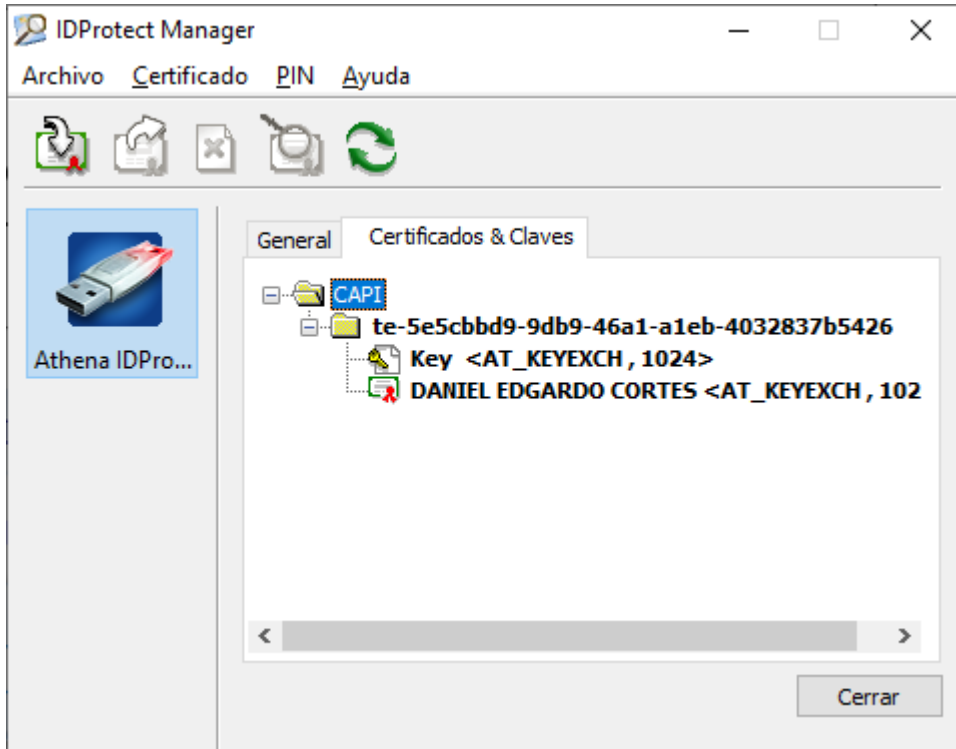 IDProtect Manager
Archivo Certificado PIN Ayuda
Athena IDPro...
General Certificados & Claves
CAPI
te-5e5cbbd9-9db9-46a1-a1eb-4032837b5426
Key <AT_KEYEXCH , 1024>
DANIEL EDGARDO CORTES <AT_KEYEXCH , 102
Cerrar